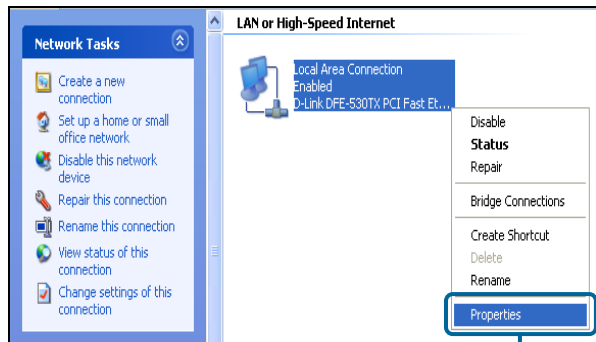 Network Tasks
Create a new
connection
Set up a home or small
office network
Disable this network
device
Repair this connection
Rename this connection
View status of this
connection
Change settings of this
connection
LAN or High-Speed Internet
Local Area Connection
Enabled
D-Link DFE-530TX PCI Fast Et...
Disable
Status
Repair
Bridge Connections
Create Shortcut
Delete
Rename
Properties